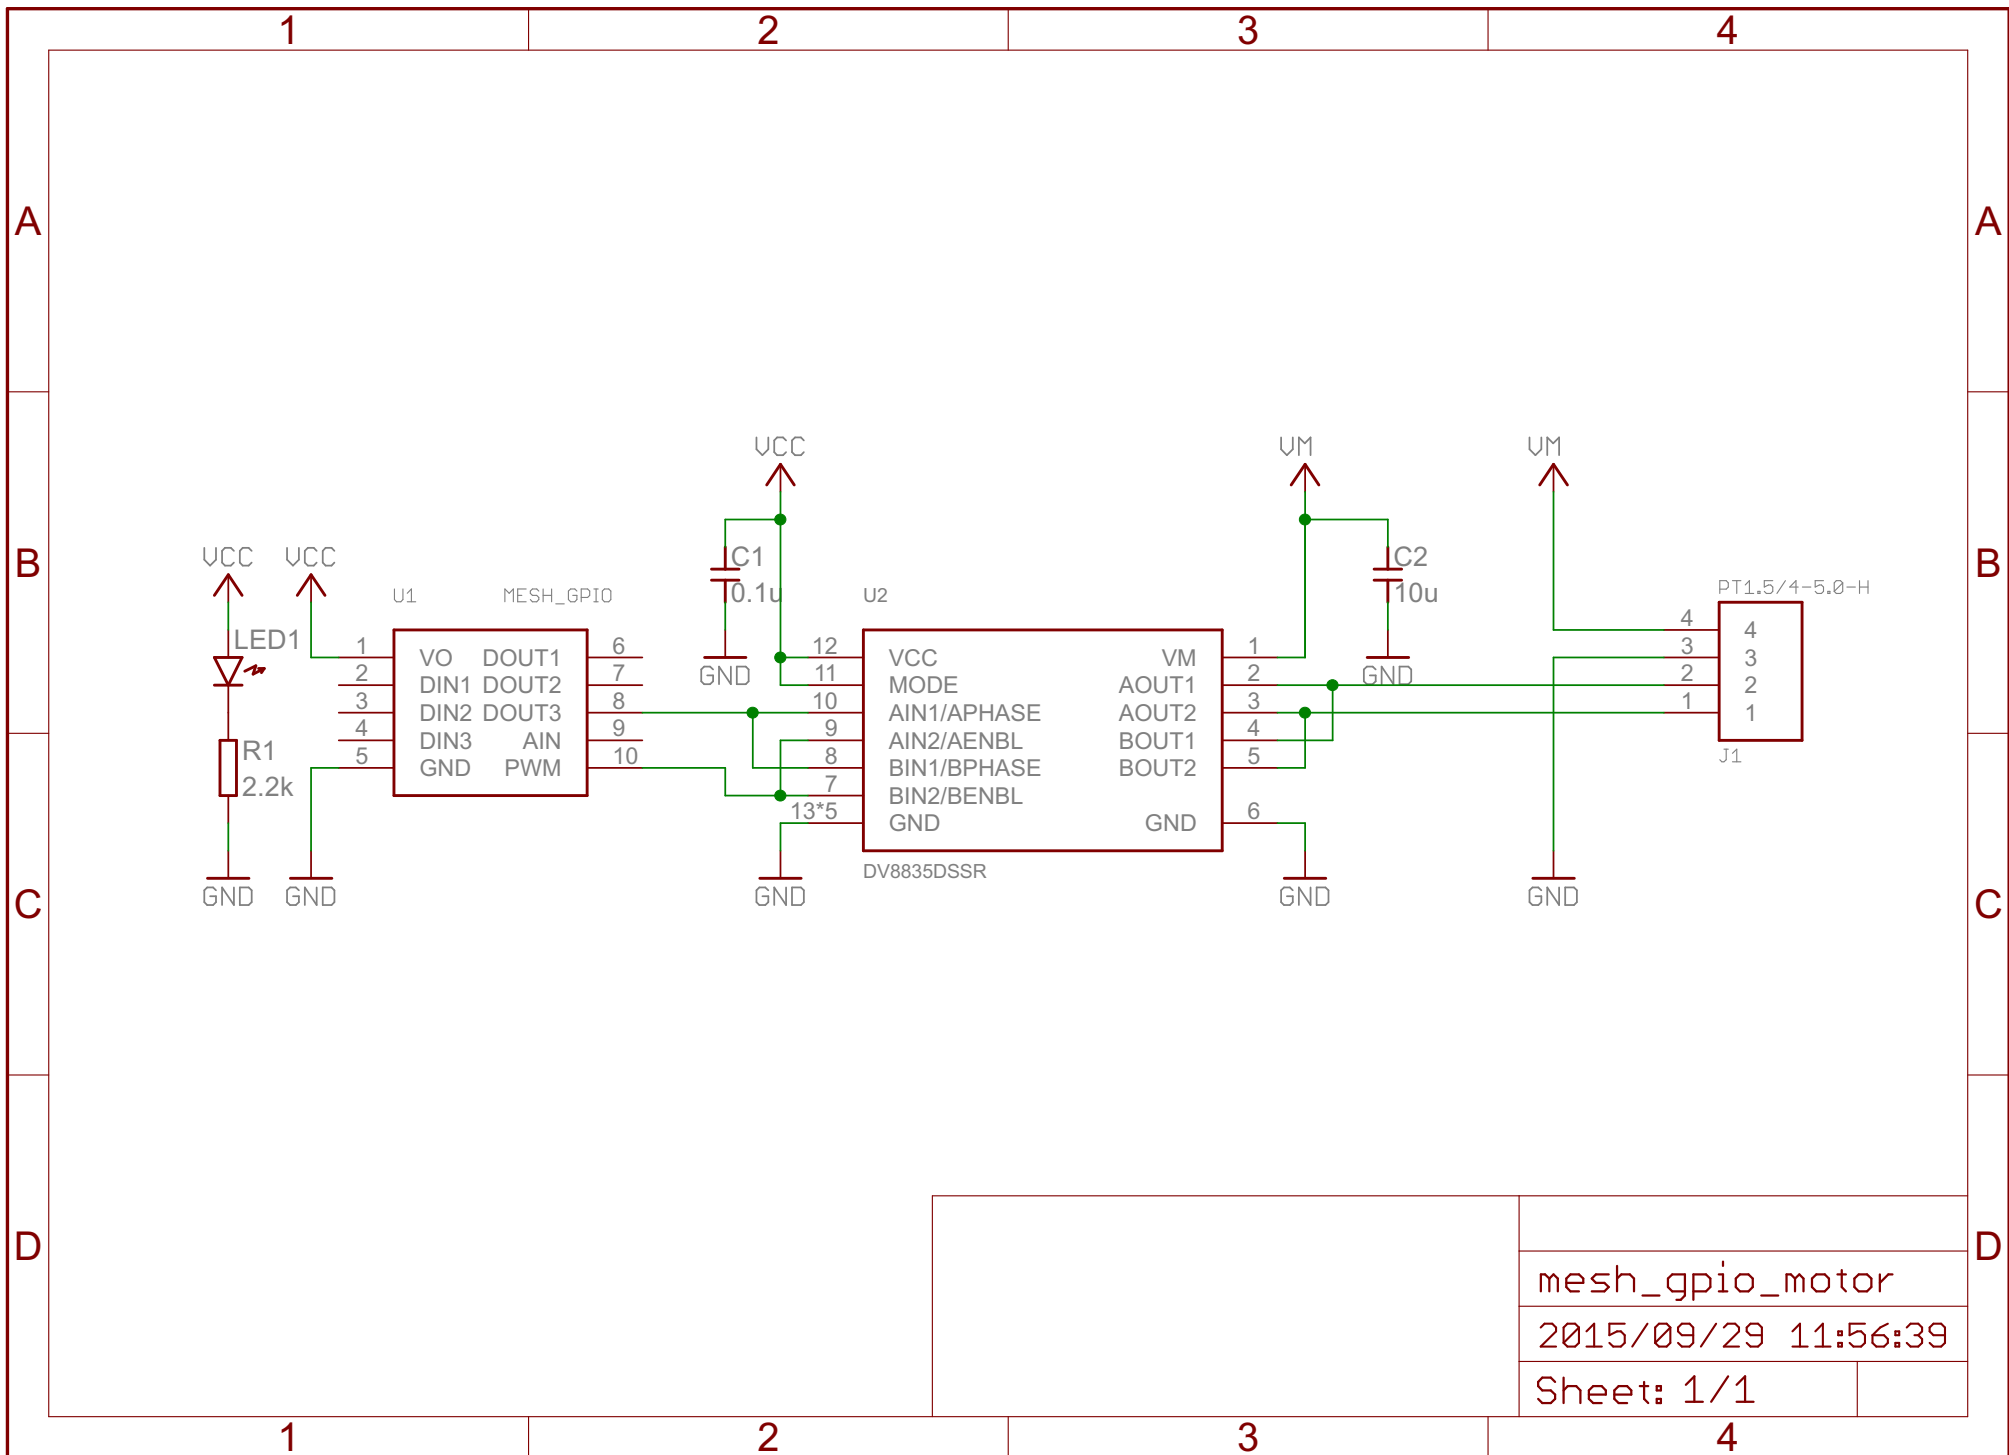 1 2 3 4
A A
VCC VM VM
B B
VCC VCC
C1 C2
0.1u 10u
PT1.5/4-5.0-H
U1 MESH_GPIO U2
LED1
GND GND
1 VO DOUT1 6
2 DIN1 DOUT2 7
3 DIN2 DOUT3 8
4 DIN3 AIN 9
5 GND PWM 10
12 VCC VM 1
11 MODE AOUT1 2
10 AIN1/APHASE AOUT2 3
9 AIN2/AENBL BOUT1 4
8 BIN1/BPHASE BOUT2 5
7 BIN2/BENBL
13*5 GND GND 6
4 4
3 3
2 2
1 1
J1
R1
2.2k
DV8835DSSR
GND GND GND GND GND
C C
D D
mesh_gpio_motor
2015/09/29 11:56:39
Sheet: 1/1
1 2 3 4